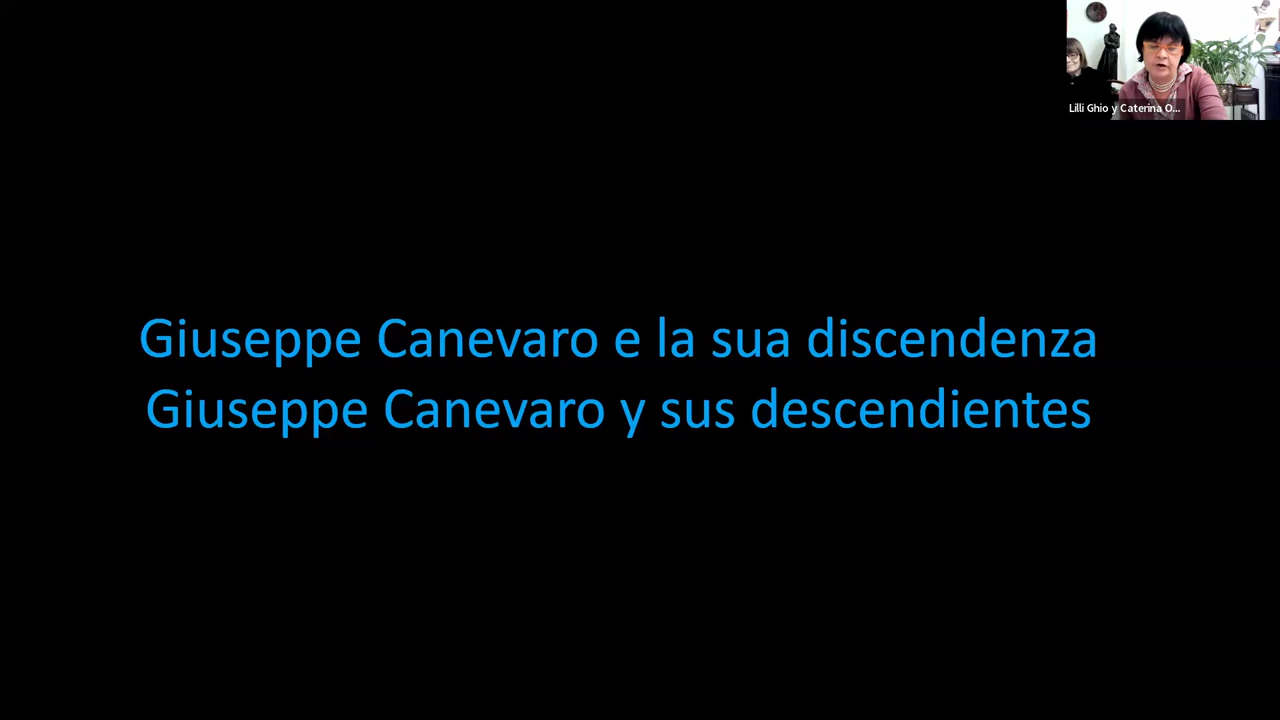 Lilli Ghio y Caterina O...
Giuseppe Canevaro e la sua discendenza
Giuseppe Canevaro y sus descendientes